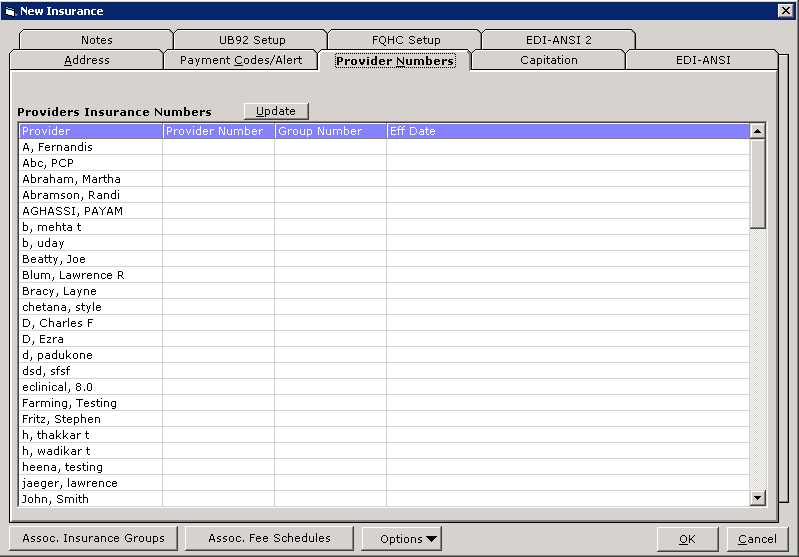 New Insurance
Notes UB92 Setup FQHC Setup EDI-ANSI 2
Address Payment Codes/Alert Provider Numbers Capitation EDI-ANSI
Providers Insurance Numbers Update
Provider Provider Number Group Number Eff Date
A, Fernandis
Abc, PCP
Abraham, Martha
Abramson, Randi
AGHASSI, PAYAM
b, mehta t
b, uday
Beatty, Joe
Blum, Lawrence R
Bracy, Layne
chetana, style
D, Charles F
D, Ezra
d, padukone
dsd, sfsf
eclinical, 8.0
Farming, Testing
Fritz, Stephen
h, thakkar t
h, wadikar t
heena, testing
jaeger, lawrence
John, Smith
Assoc. Insurance Groups Assoc. Fee Schedules Options OK Cancel